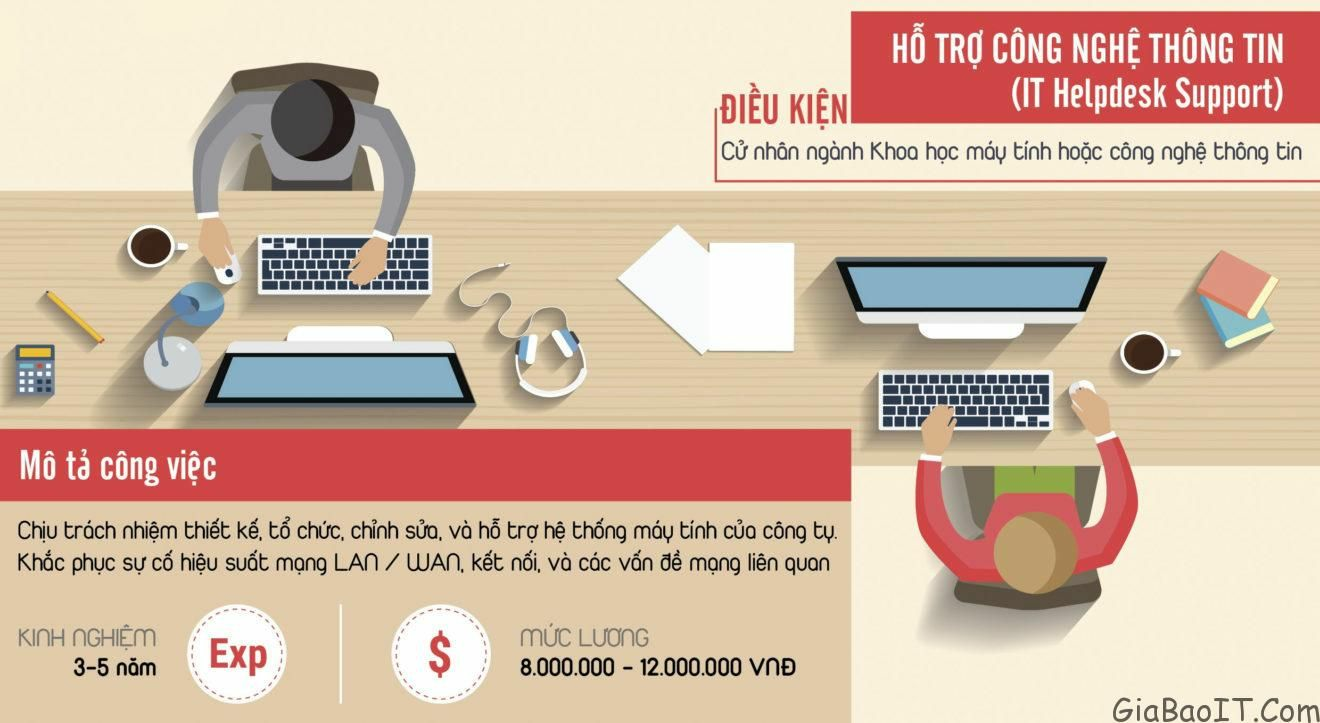 HỖ TRỢ CÔNG NGHỆ THÔNG TIN
(IT Helpdesk Support)
ĐIỀU KIỆN
Cử nhân ngành Khoa học máy tính hoặc công nghệ thông tin
Mô tả công việc
Chịu trách nhiệm thiết kế, tổ chức, chỉnh sửa, và hỗ trợ hệ thống máy tính của công ty.
Khắc phục sự cố hiệu suất mạng LAN / WAN, kết nối, và các vấn đề mạng liên quan
KINH NGHIỆM
3-5 năm
Exp
$
MỨC LƯƠNG
8.000.000 - 12.000.000 VNĐ
GiaBaoIT.Com